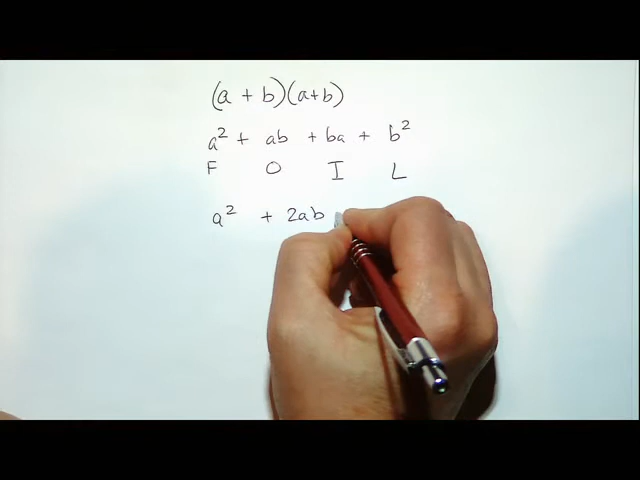 (a + b)(a+b)
a² + ab + ba + b²
F O I L
a² + 2ab